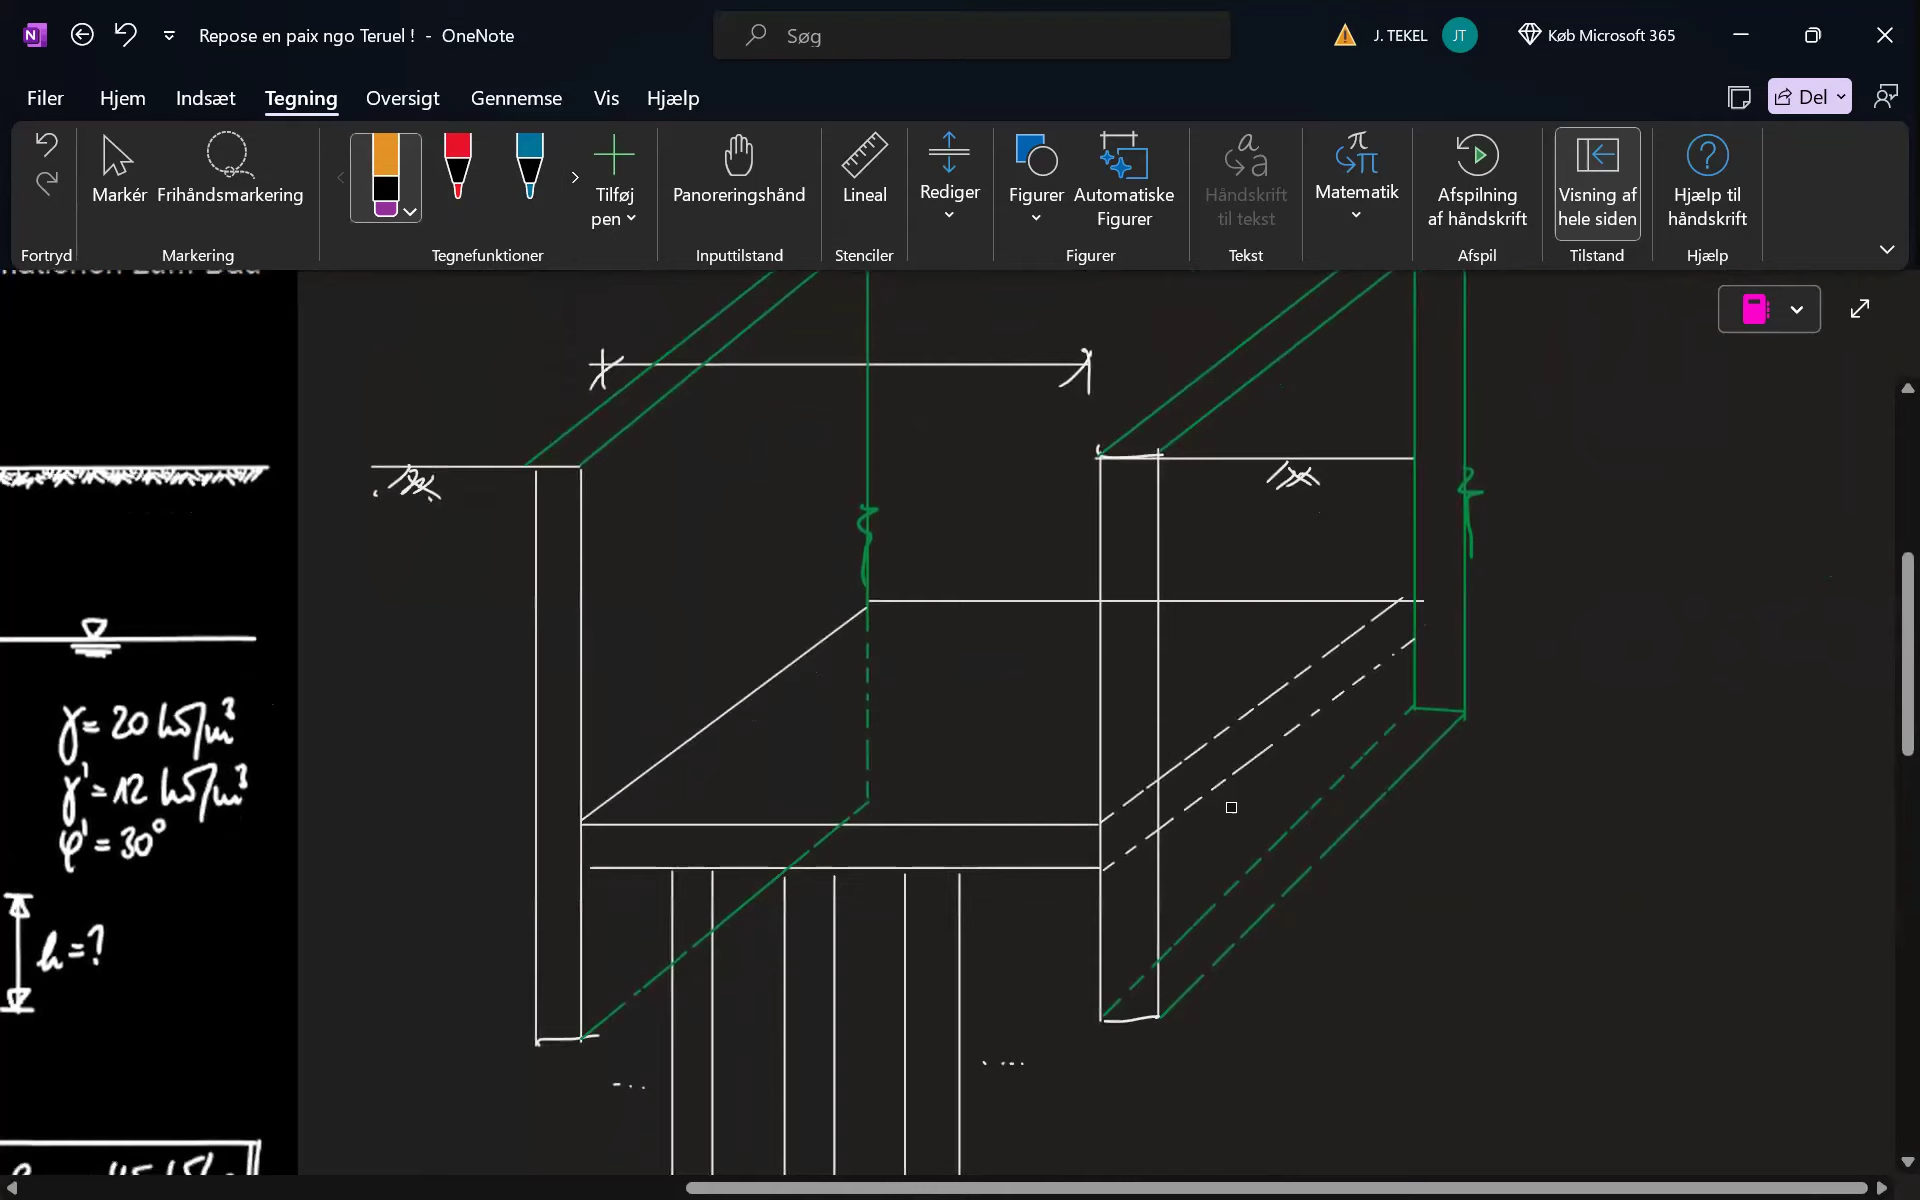 Repose en paix ngo Teruel ! - OneNote
Søg
J. TEKEL
JT
Køb Microsoft 365
Filer
Hjem
Indsæt
Tegning
Oversigt
Gennemse
Vis
Hjælp
Del
Markér
Frihåndsmarkering
Tilføj
pen
Panoreringshånd
Lineal
Rediger
Figurer
Automatiske
Figurer
Håndskrift
til tekst
Matematik
Afspilning
af håndskrift
Visning af
hele siden
Hjælp til
håndskrift
Fortryd
Markering
Tegnefunktioner
Inputtilstand
Stenciler
Figurer
Tekst
Afspil
Tilstand
Hjælp
γ = 20 kN/m³
γ' = 12 kN/m³
φ' = 30°
h = ?